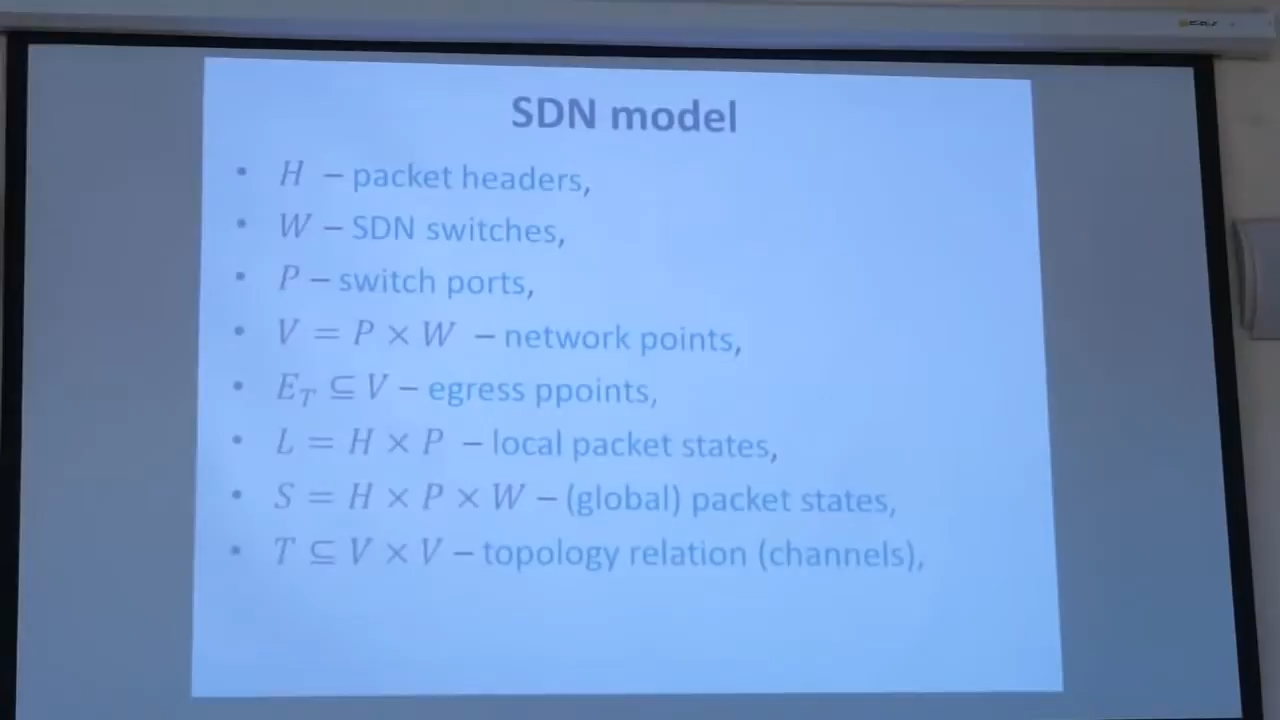 SDN model
• H – packet headers,
• W – SDN switches,
• P – switch ports,
• V = P × W – network points,
• E_T ⊆ V – egress ppoints,
• L = H × P – local packet states,
• S = H × P × W – (global) packet states,
• T ⊆ V × V – topology relation (channels),